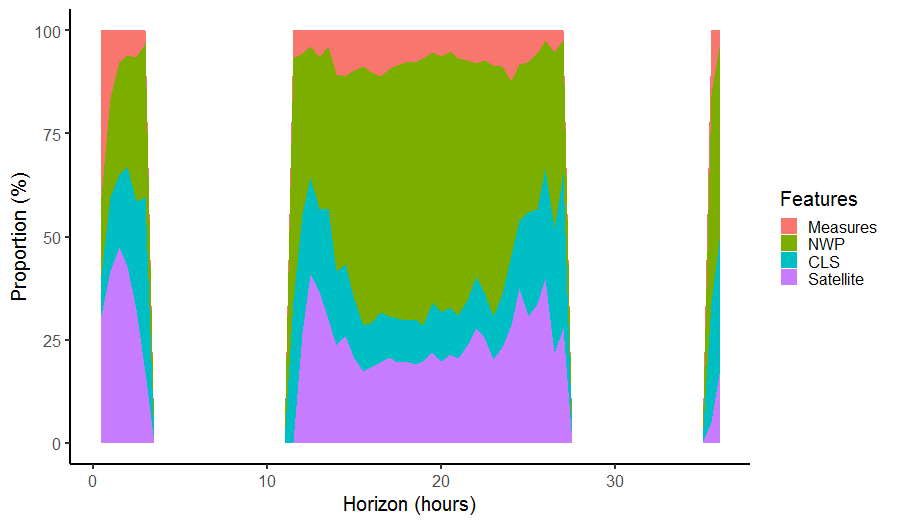 100
75
50
25
0
Proportion (%)
0 10 20 30
Horizon (hours)
Features
Measures
NWP
CLS
Satellite